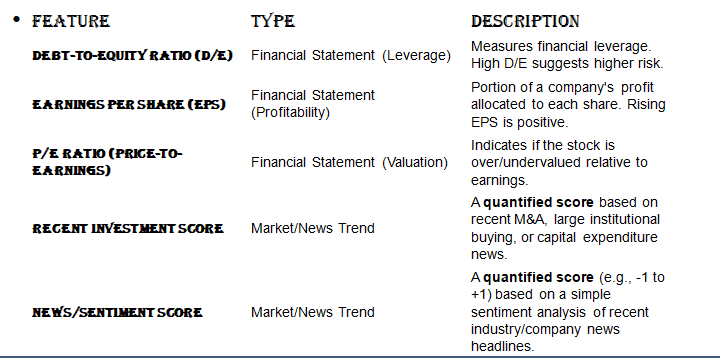 • FEATURE TYPE DESCRIPTION
DEBT-TO-EQUITY RATIO (D/E) Financial Statement (Leverage) Measures financial leverage.
High D/E suggests higher risk.
EARNINGS PER SHARE (EPS) Financial Statement
(Profitability) Portion of a company's profit
allocated to each share. Rising
EPS is positive.
P/E RATIO (PRICE-TO-
EARNINGS) Financial Statement (Valuation) Indicates if the stock is
over/undervalued relative to
earnings.
RECENT INVESTMENT SCORE Market/News Trend A quantified score based on
recent M&A, large institutional
buying, or capital expenditure
news.
NEWS/SENTIMENT SCORE Market/News Trend A quantified score (e.g., -1 to
+1) based on a simple
sentiment analysis of recent
industry/company news
headlines.